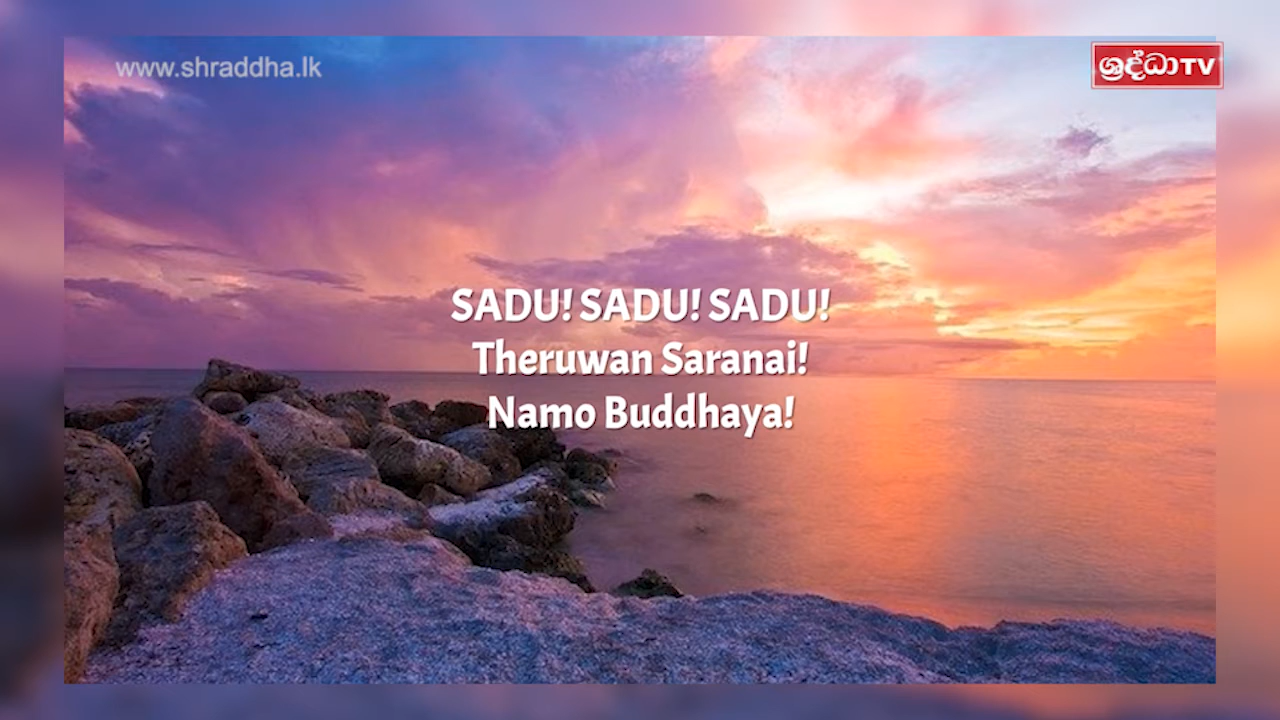 www.shraddha.lk
ශ්‍රද්ධාTV
SADU! SADU! SADU!
Theruwan Saranai!
Namo Buddhaya!